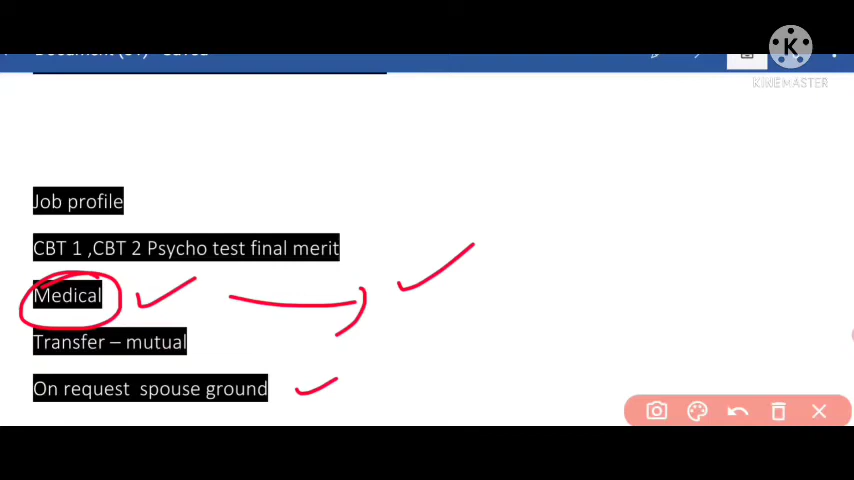 K
KINEMASTER
Job profile
CBT 1 ,CBT 2 Psycho test final merit
Medical
Transfer – mutual
On request spouse ground